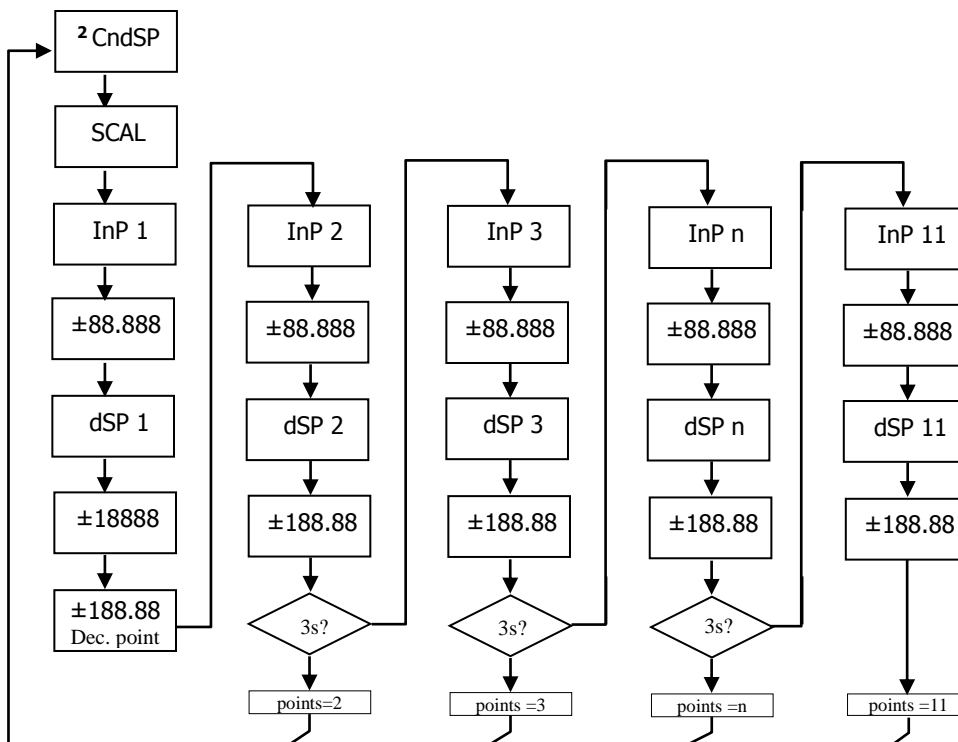 ² CndSP
SCAL
InP 1
±88.888
dSP 1
±18888
±188.88
Dec. point
InP 2
±88.888
dSP 2
±188.88
3s?
points=2
InP 3
±88.888
dSP 3
±188.88
3s?
points =3
InP n
±88.888
dSP n
±188.88
3s?
points =n
InP 11
±88.888
dSP 11
±188.88
points =11